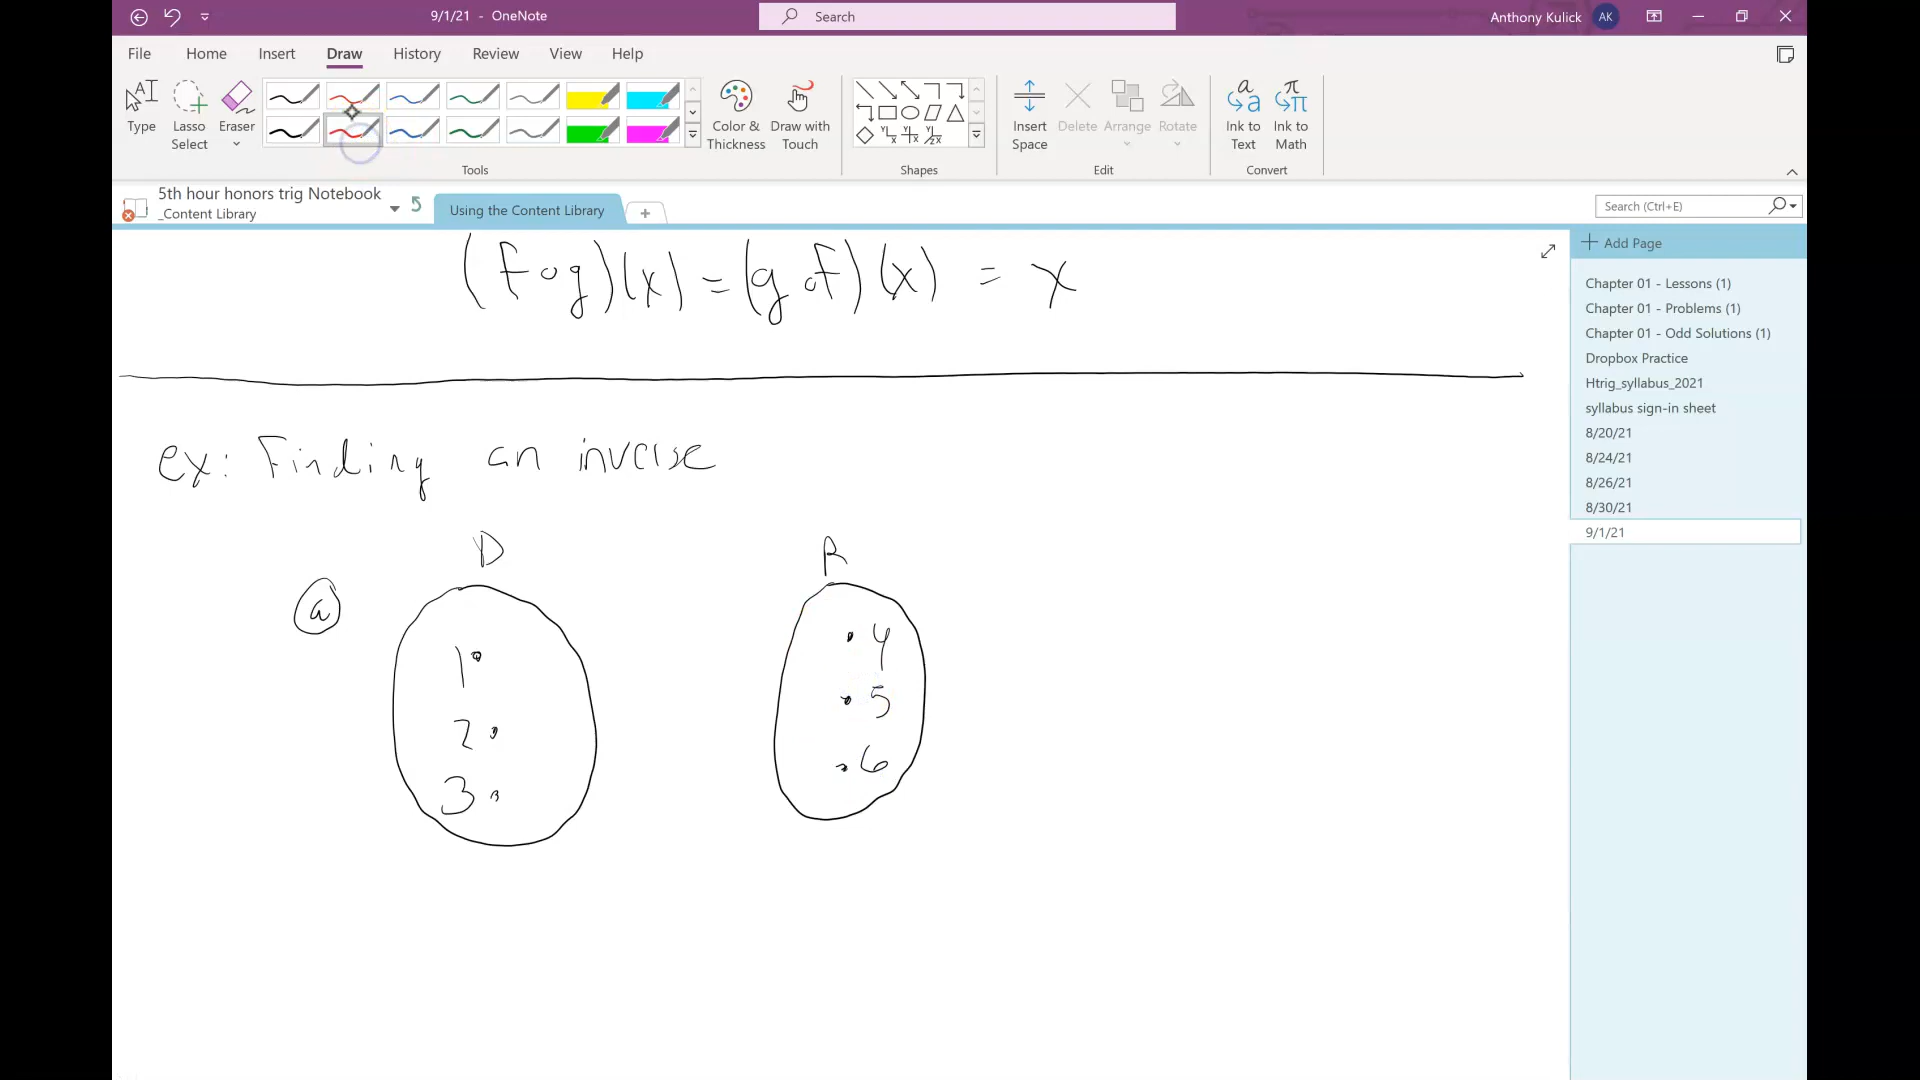 9/1/21 - OneNote
Search
Anthony Kulick AK
File Home Insert Draw History Review View Help
Type
Lasso Select
Eraser
Color & Thickness
Draw with Touch
Insert Space
Delete
Arrange
Rotate
Ink to Text
Ink to Math
Tools
Shapes
Edit
Convert
5th hour honors trig Notebook
_Content Library
Using the Content Library
Search (Ctrl+E)
Add Page
Chapter 01 - Lessons (1)
Chapter 01 - Problems (1)
Chapter 01 - Odd Solutions (1)
Dropbox Practice
Htrig_syllabus_2021
syllabus sign-in sheet
8/20/21
8/24/21
8/26/21
8/30/21
9/1/21
(f∘g)(x) = (g∘f)(x) = x
ex: Finding an inverse
D R
a
1 4
2 5
3 6